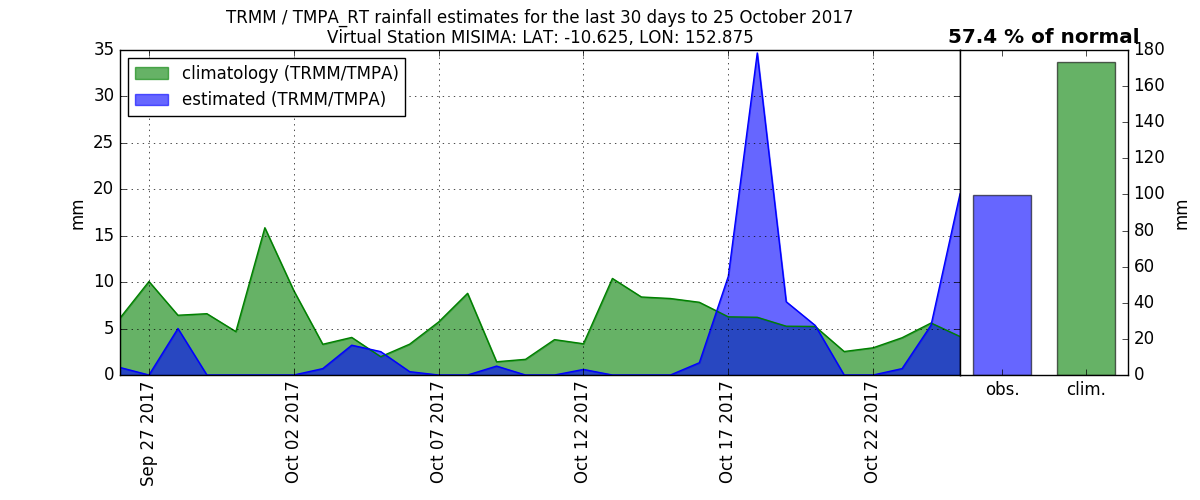 TRMM / TMPA_RT rainfall estimates for the last 30 days to 25 October 2017
Virtual Station MISIMA: LAT: -10.625, LON: 152.875
57.4 % of normal
climatology (TRMM/TMPA)
estimated (TRMM/TMPA)
35
30
25
20
15
10
5
0
mm
Sep 27 2017
Oct 02 2017
Oct 07 2017
Oct 12 2017
Oct 17 2017
Oct 22 2017
obs.
clim.
180
160
140
120
100
80
60
40
20
0
mm